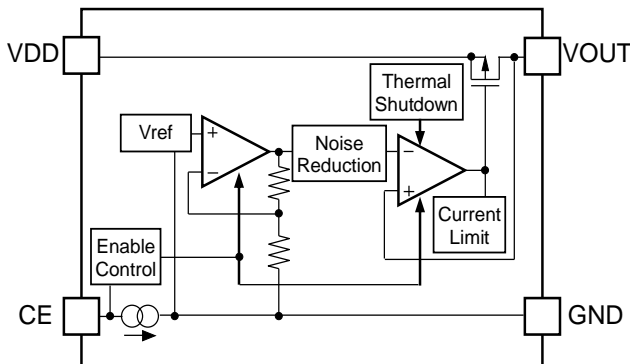 VDD
VOUT
Thermal
Shutdown
Vref
+
−
Noise
Reduction
−
+
Current
Limit
Enable
Control
CE
GND